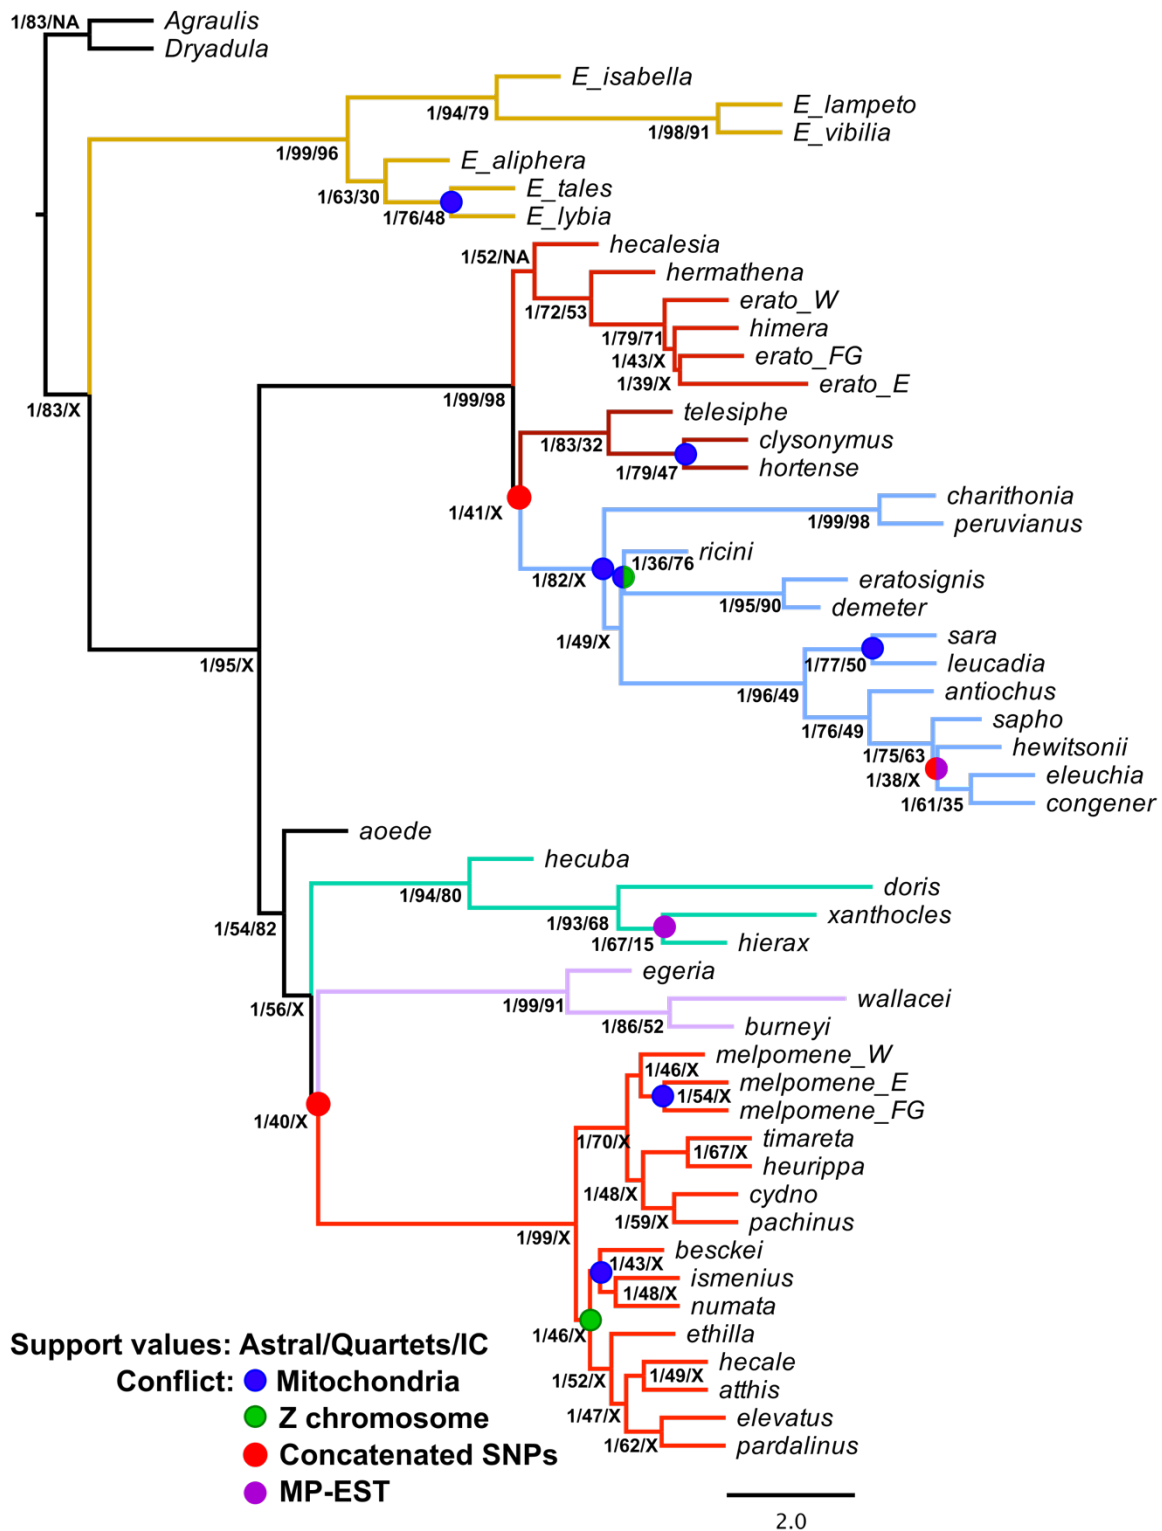 1/83/NA
Agraulis
Dryadula
E_isabella
1/94/79
E_lampeto
1/98/91
E_vibilia
1/99/96
E_aliphera
1/63/30
E_tales
1/76/48
E_lybia
hecalesia
1/52/NA
hermathena
1/72/53
erato_W
1/79/71
himera
1/43/X
erato_FG
1/39/X
erato_E
1/83/X
1/99/98
telesiphe
1/83/32
clysonymus
1/79/47
hortense
1/41/X
charithonia
1/99/98
peruvianus
ricini
1/36/76
1/82/X
eratosignis
1/95/90
demeter
1/49/X
sara
1/77/50
leucadia
1/95/X
1/96/49
antiochus
1/76/49
sapho
1/75/63
hewitsonii
1/38/X
eleuchia
1/61/35
congener
aoede
hecuba
1/94/80
doris
1/93/68
xanthocles
1/67/15
hierax
1/54/82
egeria
1/99/91
wallacei
1/86/52
burneyi
1/56/X
melpomene_W
1/46/X
melpomene_E
1/54/X
melpomene_FG
1/40/X
1/70/X
timareta
1/67/X
heurippa
1/48/X
cydno
1/59/X
pachinus
1/99/X
besckei
1/43/X
ismenius
1/48/X
numata
1/46/X
ethilla
1/52/X
hecale
1/49/X
atthis
1/47/X
elevatus
1/62/X
pardalinus
Support values: Astral/Quartets/IC
Conflict: Mitochondria
Z chromosome
Concatenated SNPs
MP-EST
2.0